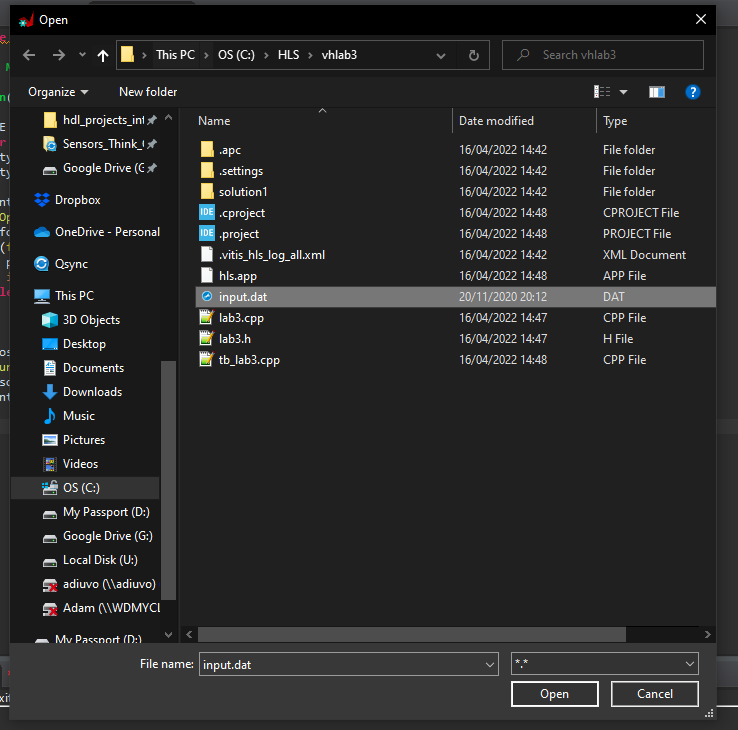 Open
This PC > OS (C:) > HLS > vhlab3
Search vhlab3
Organize
New folder
Name
Date modified
Type
hdl_projects_inf
Sensors_Think_
Google Drive (G
Dropbox
OneDrive - Personal
Qsync
This PC
3D Objects
Desktop
Documents
Downloads
Music
Pictures
Videos
OS (C:)
My Passport (D:)
Google Drive (G:)
Local Disk (U:)
adiuvo (\\adiuvo)
Adam (\\WDMYCL
My Passport (D:)
.apc 16/04/2022 14:42 File folder
.settings 16/04/2022 14:42 File folder
solution1 16/04/2022 14:42 File folder
IDE .cproject 16/04/2022 14:48 CPROJECT File
IDE .project 16/04/2022 14:48 PROJECT File
.vitis_hls_log_all.xml 16/04/2022 14:42 XML Document
hls.app 16/04/2022 14:48 APP File
input.dat 20/11/2020 20:12 DAT
lab3.cpp 16/04/2022 14:47 CPP File
lab3.h 16/04/2022 14:47 H File
tb_lab3.cpp 16/04/2022 14:48 CPP File
File name: input.dat
*.*
Open
Cancel